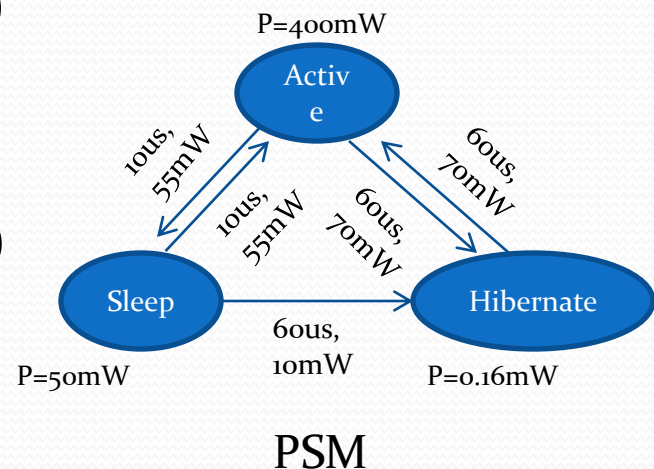 )
P=400mW
Activ
e
10us,
55mW
10us,
55mW
60us,
70mW
60us,
70mW
)
Sleep
Hibernate
60us,
10mW
P=50mW
P=0.16mW
PSM